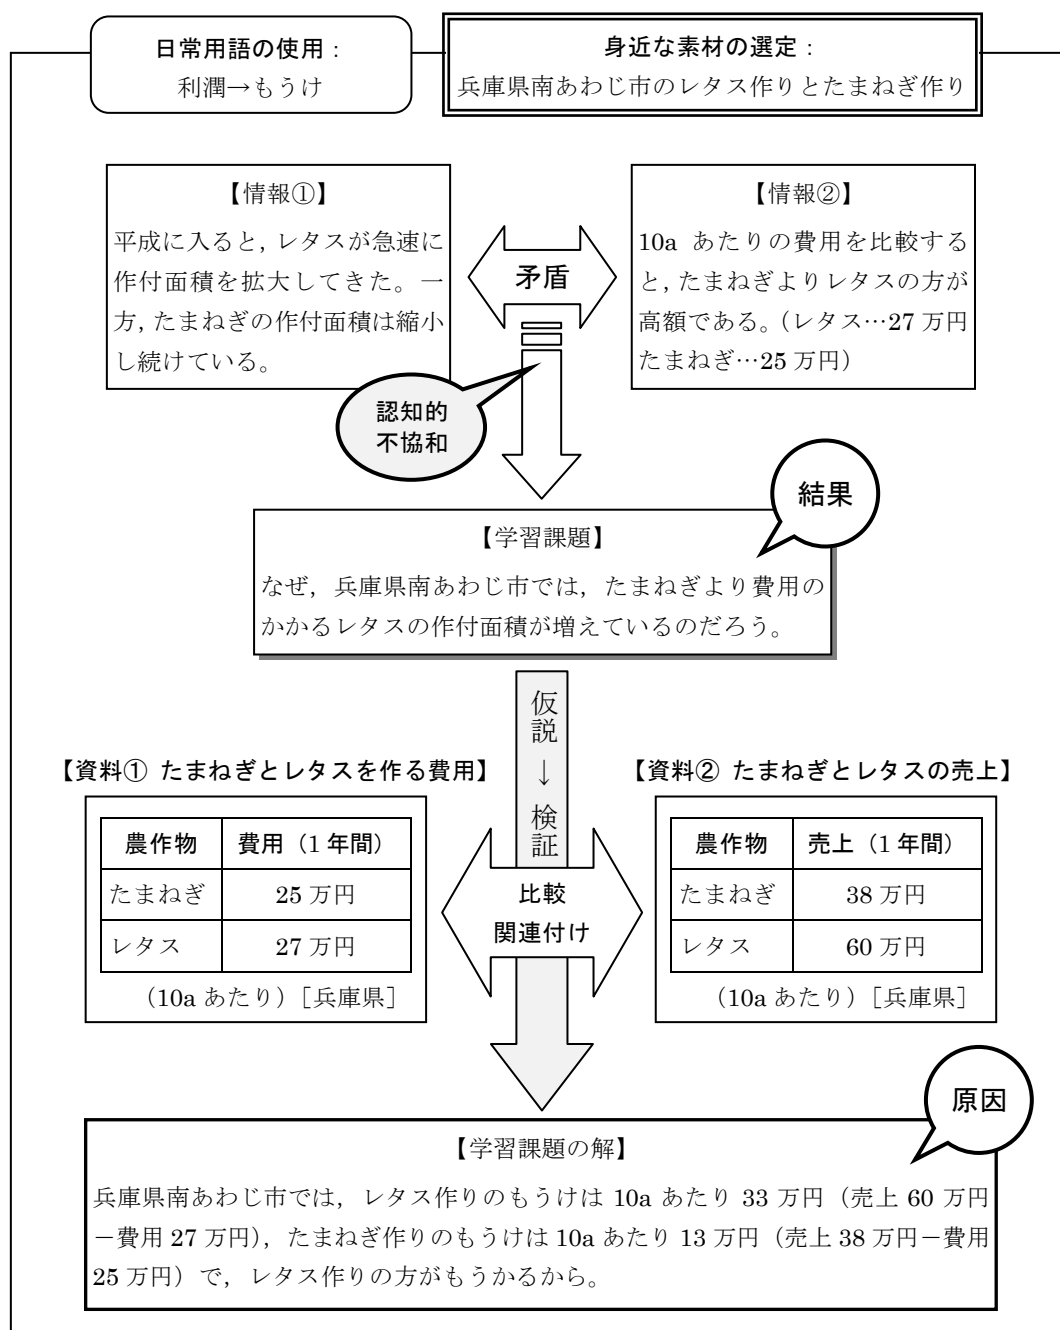 日常用語の使用：
利潤→もうけ
身近な素材の選定：
兵庫県南あわじ市のレタス作りとたまねぎ作り
【情報①】
平成に入ると，レタスが急速に
作付面積を拡大してきた。一
方，たまねぎの作付面積は縮小
し続けている。
矛盾
【情報②】
10a あたりの費用を比較する
と，たまねぎよりレタスの方が
高額である。（レタス…27 万円
たまねぎ…25 万円）
認知的
不協和
結果
【学習課題】
なぜ，兵庫県南あわじ市では，たまねぎより費用の
かかるレタスの作付面積が増えているのだろう。
仮説→検証
【資料① たまねぎとレタスを作る費用】
農作物 費用（1 年間）
たまねぎ 25 万円
レタス 27 万円
（10a あたり）［兵庫県］
比較
関連付け
【資料② たまねぎとレタスの売上】
農作物 売上（1 年間）
たまねぎ 38 万円
レタス 60 万円
（10a あたり）［兵庫県］
原因
【学習課題の解】
兵庫県南あわじ市では，レタス作りのもうけは 10a あたり 33 万円（売上 60 万円
－費用 27 万円），たまねぎ作りのもうけは 10a あたり 13 万円（売上 38 万円－費用
25 万円）で，レタス作りの方がもうかるから。